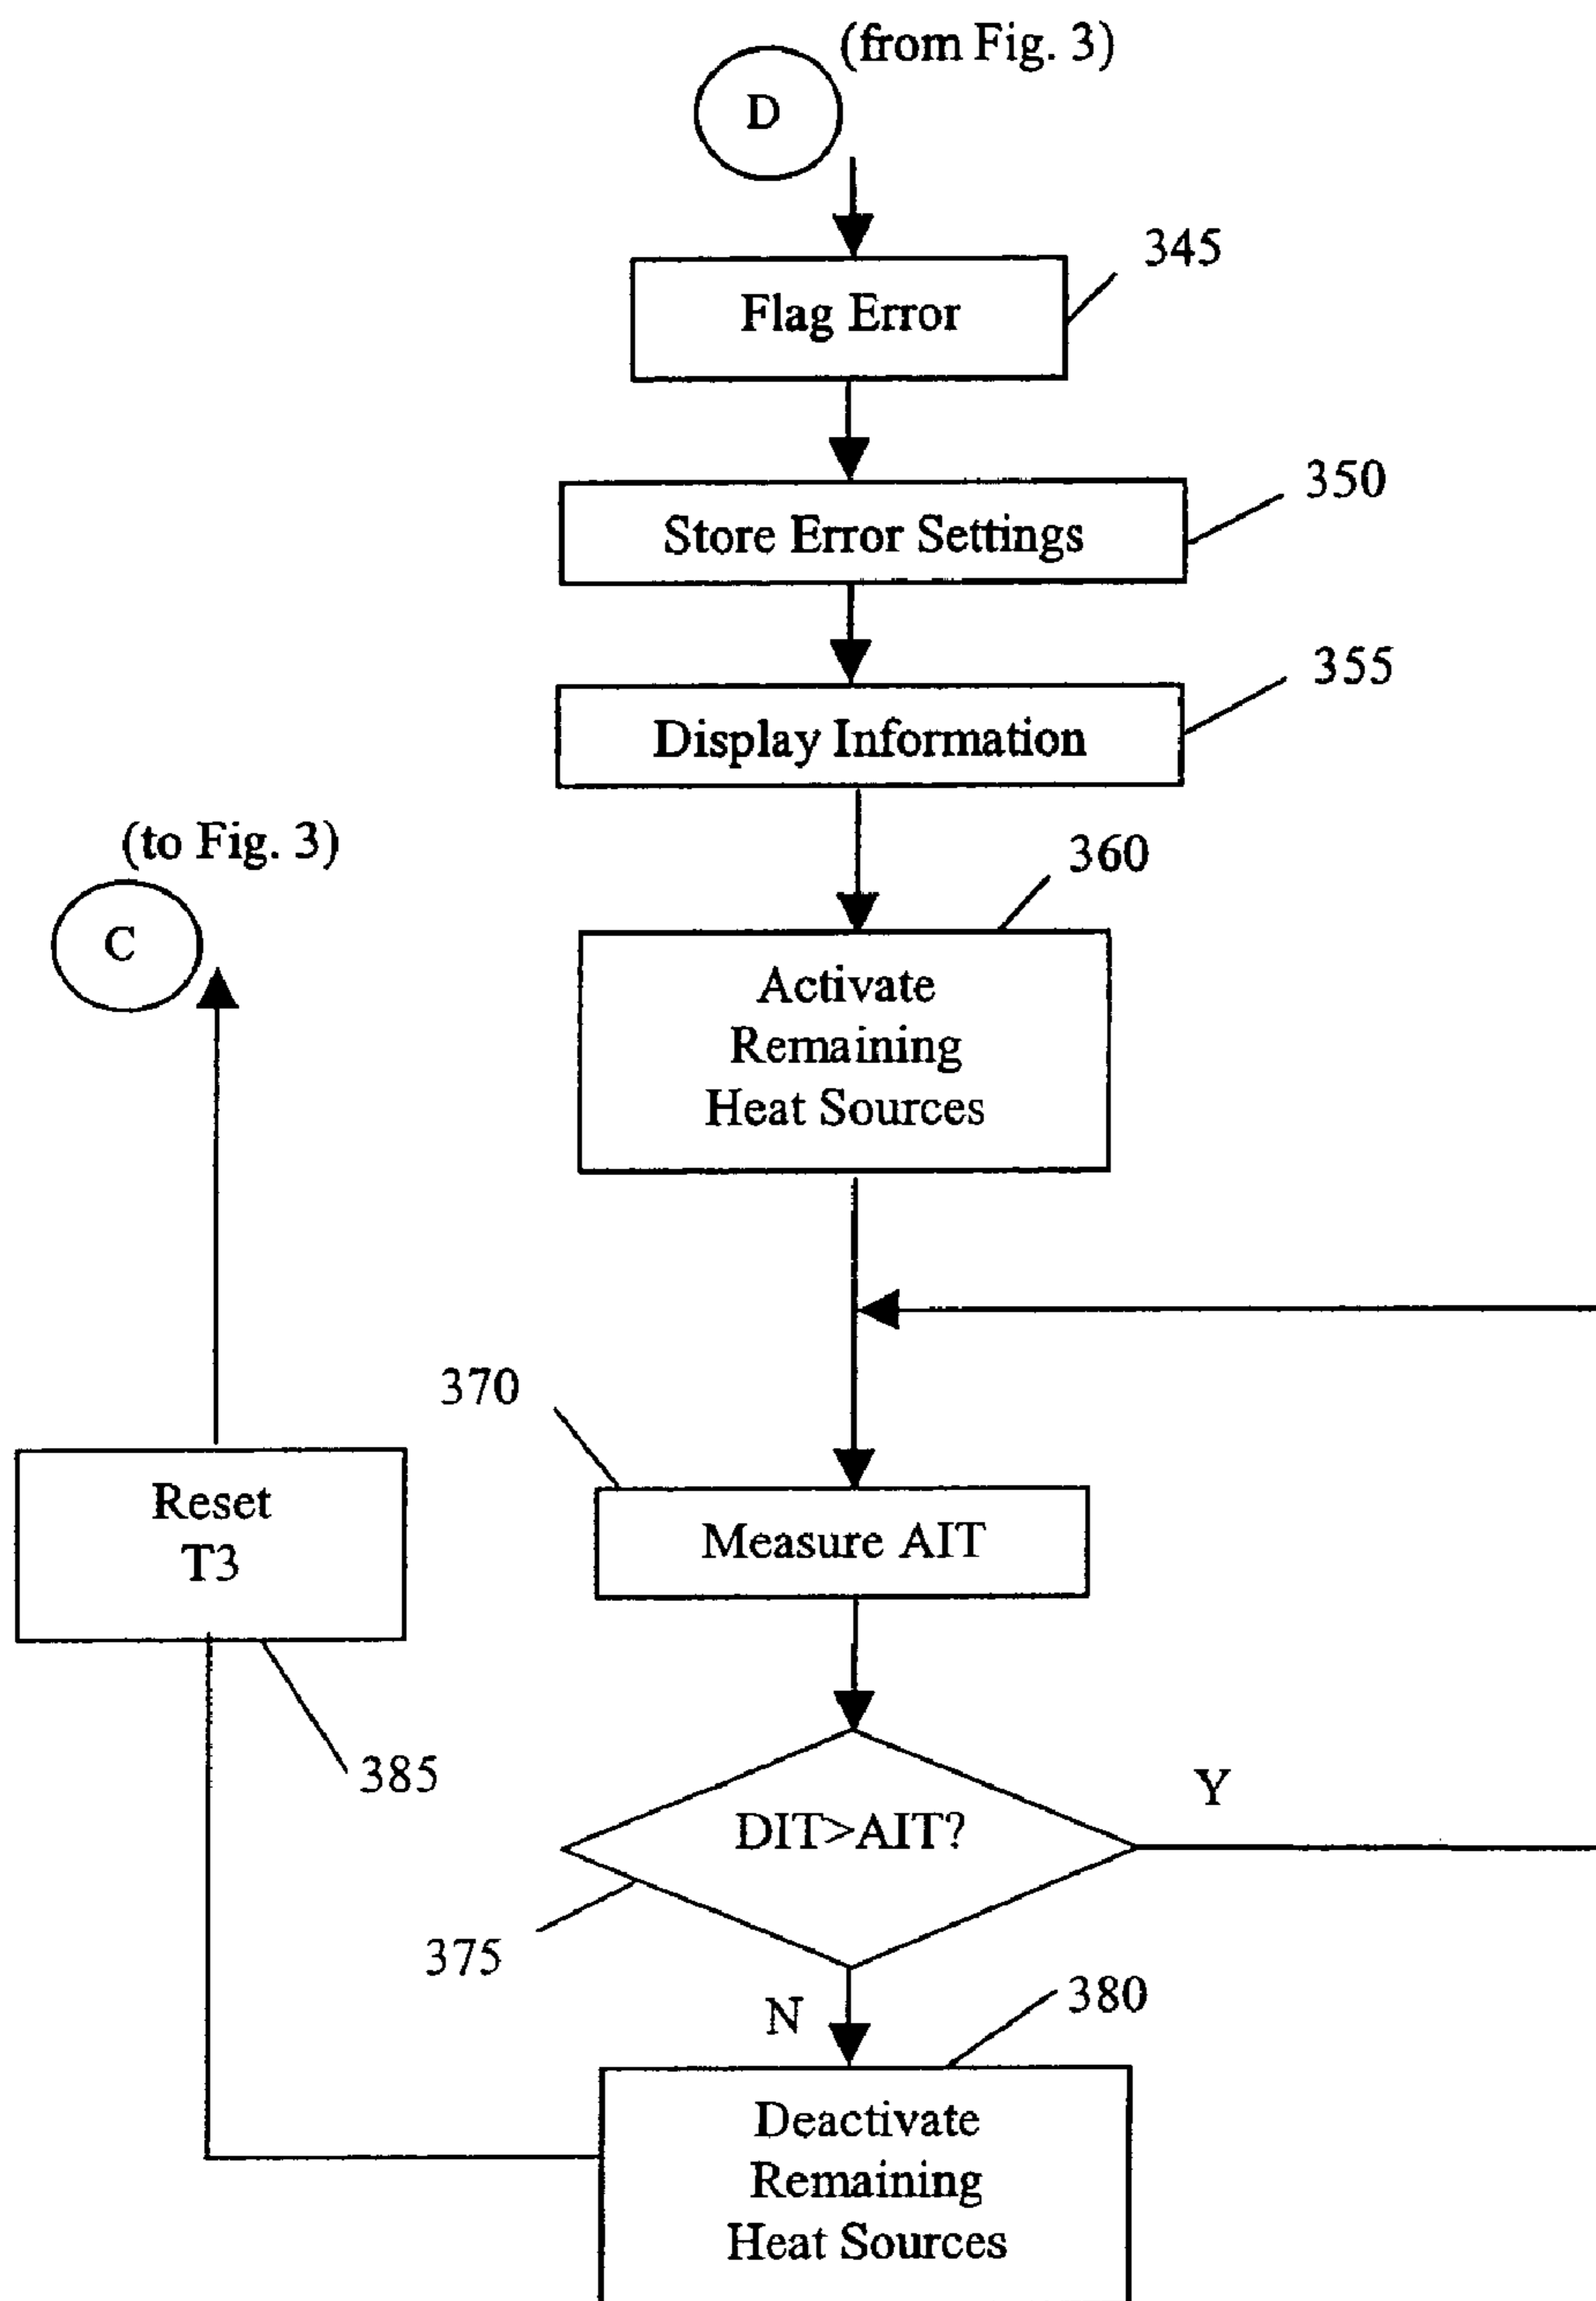 (from Fig. 3)
D
345
Flag Error
350
Store Error Settings
355
Display Information
(to Fig. 3)
C
360
Activate
Remaining
Heat Sources
370
Measure AIT
Reset
T3
385
DIT>AIT?
Y
375
N
380
Deactivate
Remaining
Heat Sources